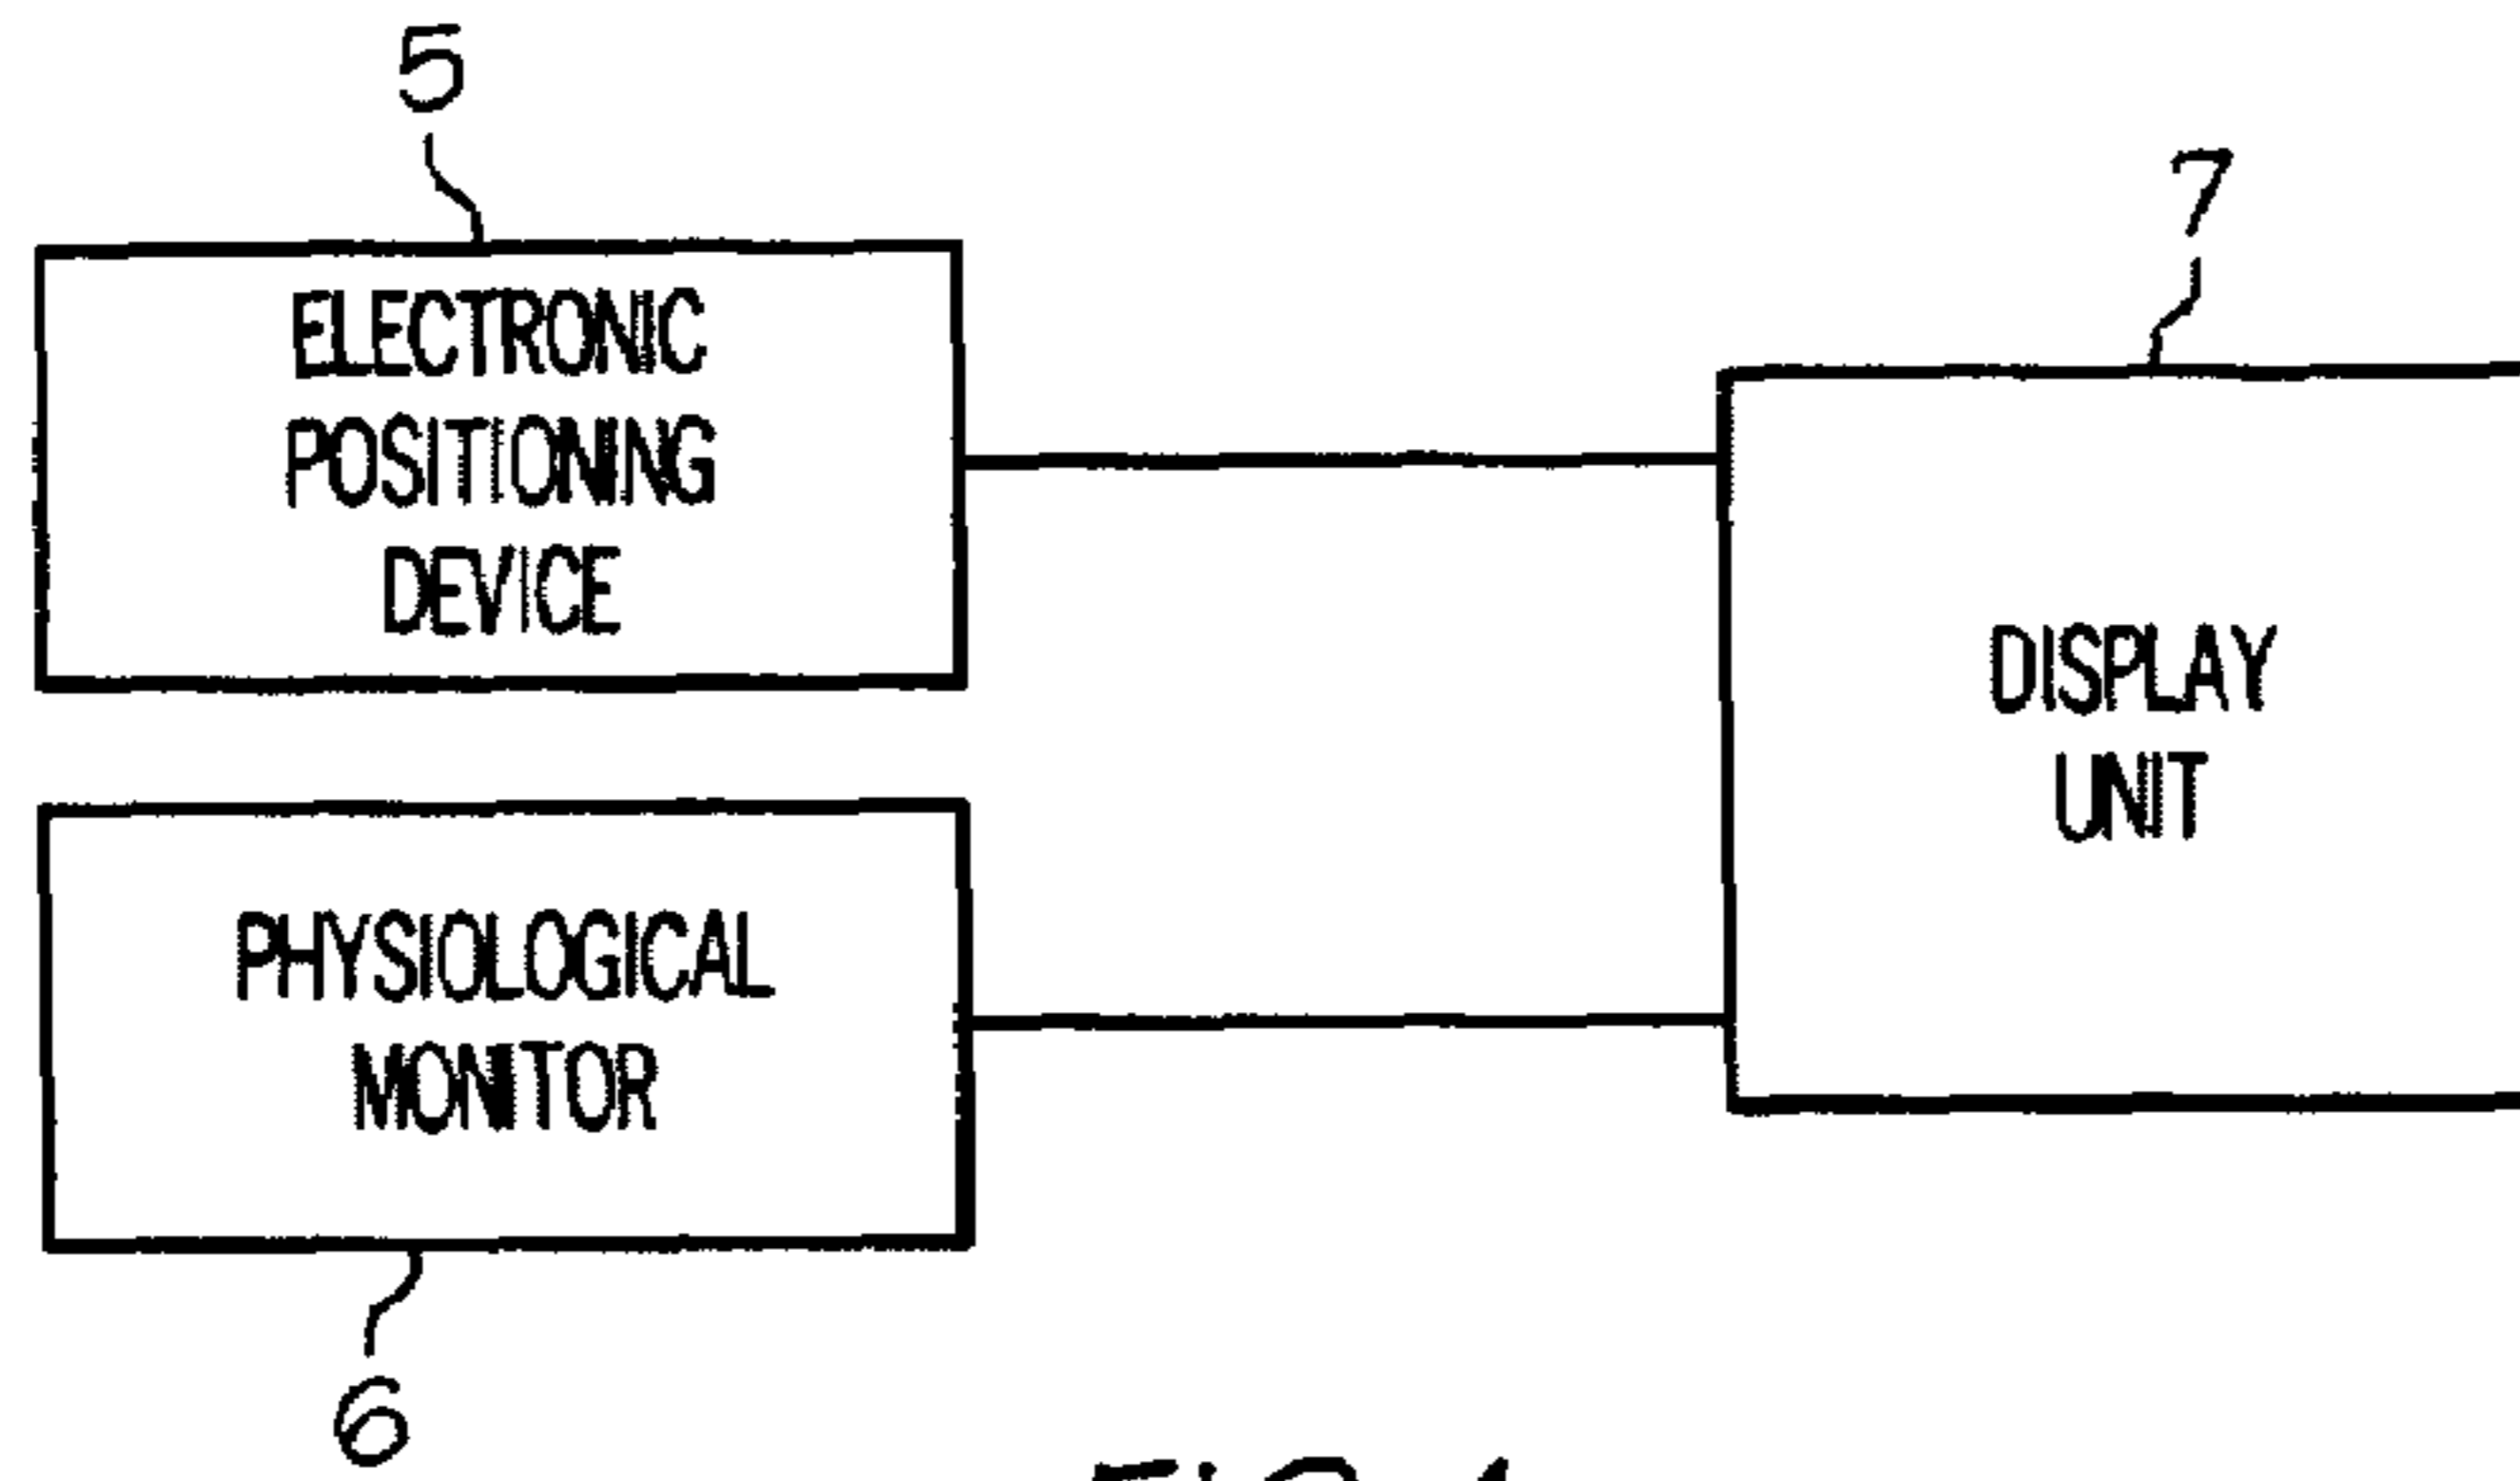 5
ELECTRONIC
POSITIONING
DEVICE
7
DISPLAY
UNIT
PHYSIOLOGICAL
MONITOR
6